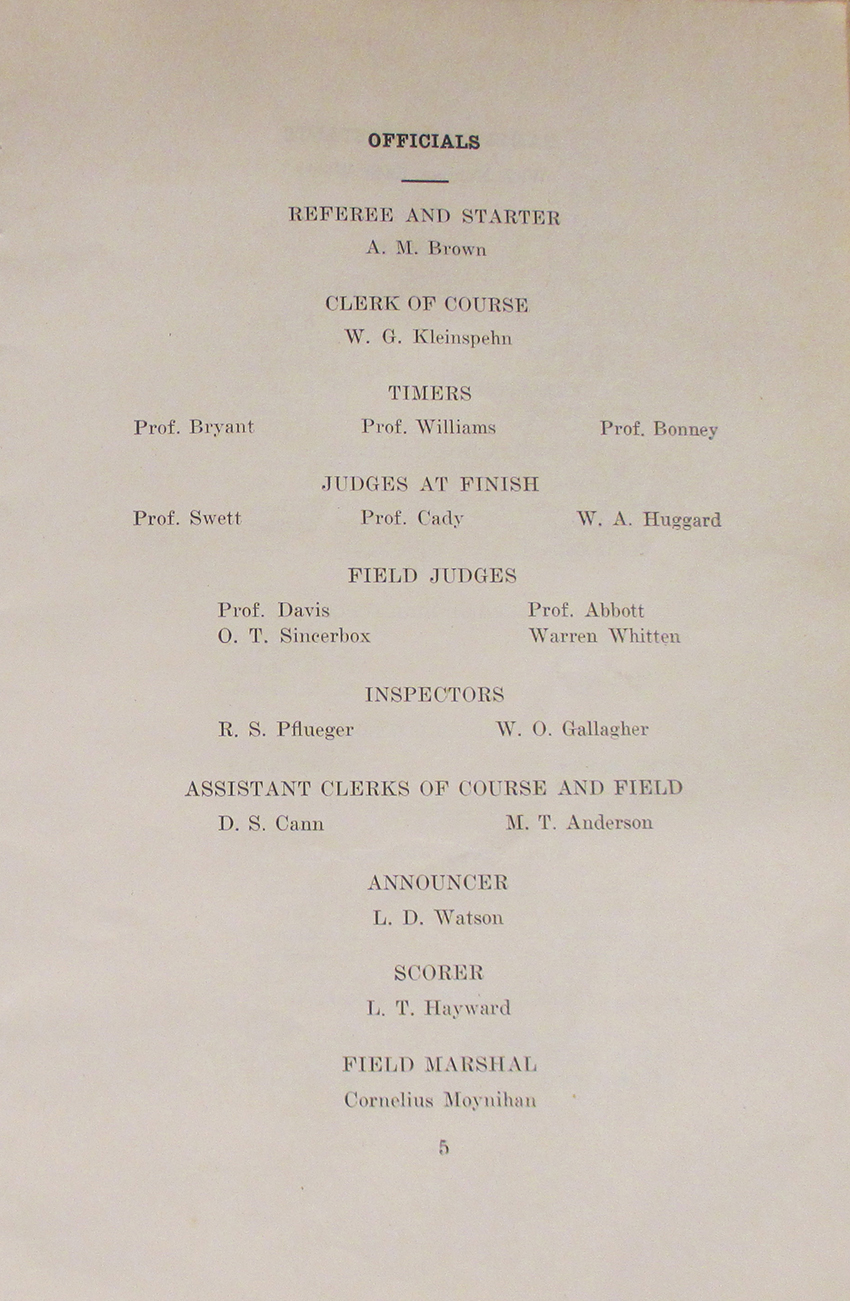 OFFICIALS
REFEREE AND STARTER
A. M. Brown
CLERK OF COURSE
W. G. Kleinspehn
TIMERS
Prof. Bryant Prof. Williams Prof. Bonney
JUDGES AT FINISH
Prof. Swett Prof. Cady W. A. Huggard
FIELD JUDGES
Prof. Davis Prof. Abbott
O. T. Sincerbox Warren Whitten
INSPECTORS
R. S. Pflueger W. O. Gallagher
ASSISTANT CLERKS OF COURSE AND FIELD
D. S. Cann M. T. Anderson
ANNOUNCER
L. D. Watson
SCORER
L. T. Hayward
FIELD MARSHAL
Cornelius Moynihan
5